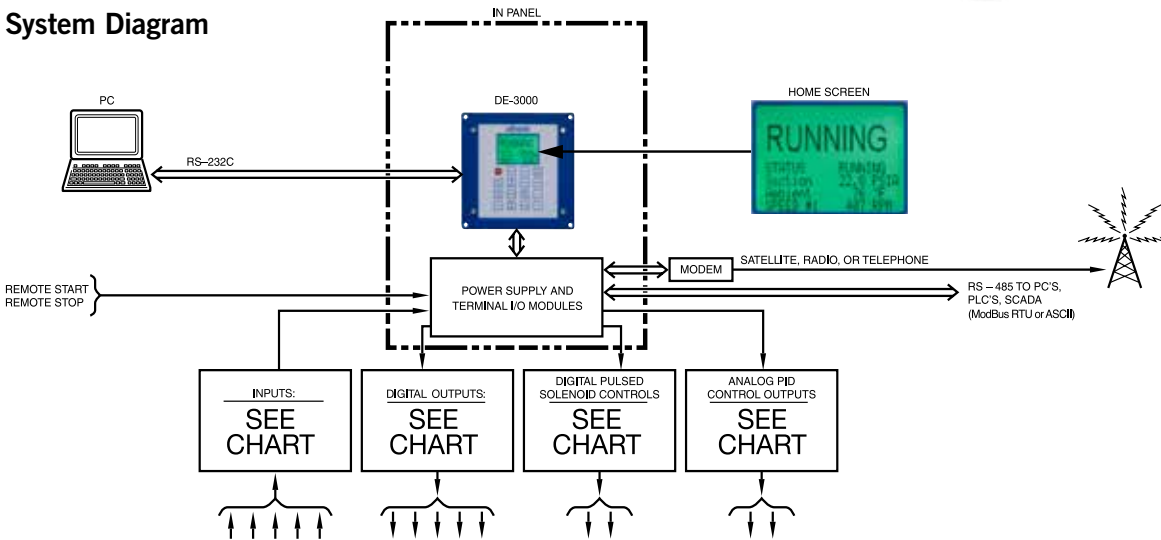 System Diagram
IN PANEL
PC
DE-3000
HOME SCREEN
RUNNING
STATUS RUNNING
RS–232C
SATELLITE, RADIO, OR TELEPHONE
MODEM
POWER SUPPLY AND
TERMINAL I/O MODULES
REMOTE START
REMOTE STOP
RS – 485 TO PC'S,
PLC'S, SCADA
(ModBus RTU or ASCII)
INPUTS:
SEE
CHART
DIGITAL OUTPUTS:
SEE
CHART
DIGITAL PULSED
SOLENOID CONTROLS
SEE
CHART
ANALOG PID
CONTROL OUTPUTS
SEE
CHART